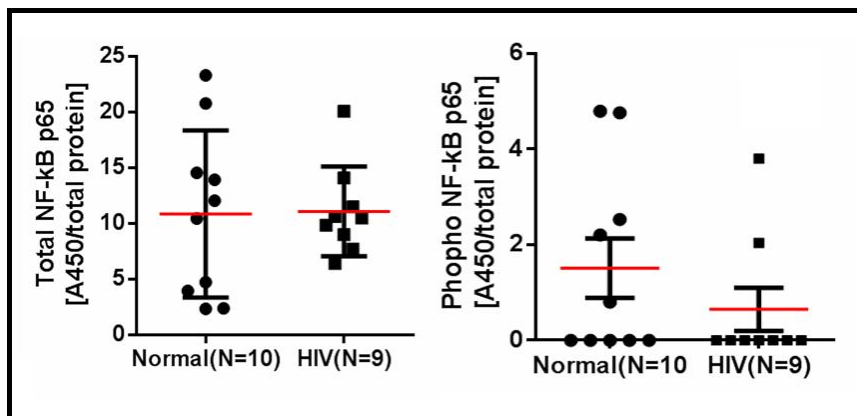 Total NF-kB p65
[A450/total protein]
25
20
15
10
5
0
Normal(N=10) HIV(N=9)
Phopho NF-kB p65
[A450/total protein]
6
4
2
0
Normal(N=10 HIV(N=9)